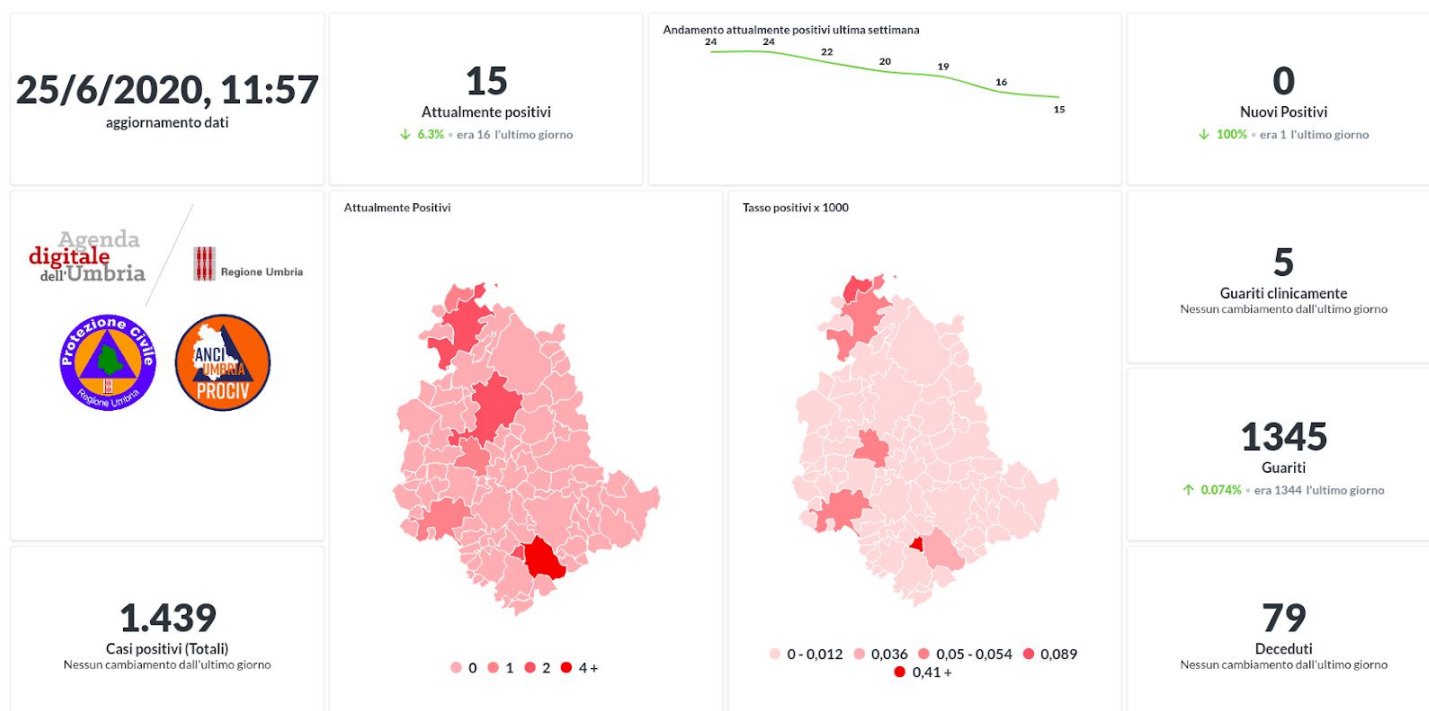 25/6/2020, 11:57
aggiornamento dati
15
Attualmente positivi
↓ 6.3% • era 16 l'ultimo giorno
Andamento attualmente positivi ultima settimana
24
24
22
20
19
16
15
0
Nuovi Positivi
↓ 100% • era 1 l'ultimo giorno
Agenda
digitale
dell'Umbria
Regione Umbria
Protezione Civile
Regione Umbria
ANCI
UMBRIA
PROCIV
Attualmente Positivi
0 1 2 4 +
Tasso positivi x 1000
0 - 0,012 0,036 0,05 - 0,054 0,089
0,41 +
5
Guariti clinicamente
Nessun cambiamento dall'ultimo giorno
1345
Guariti
↑ 0.074% • era 1344 l'ultimo giorno
1.439
Casi positivi (Totali)
Nessun cambiamento dall'ultimo giorno
79
Deceduti
Nessun cambiamento dall'ultimo giorno